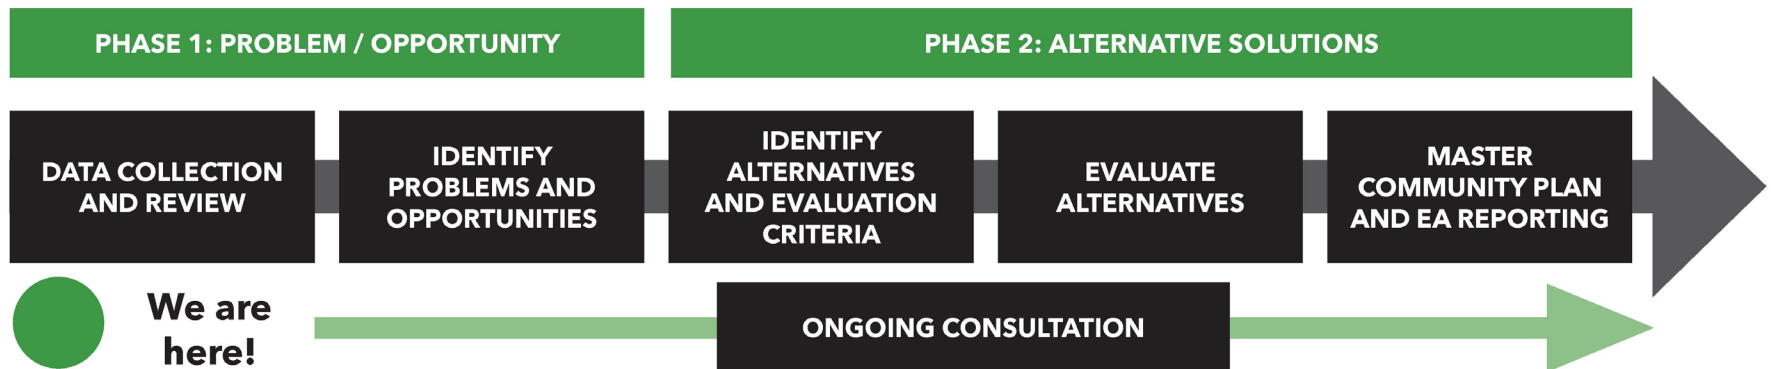 PHASE 1: PROBLEM / OPPORTUNITY
PHASE 2: ALTERNATIVE SOLUTIONS
DATA COLLECTION
AND REVIEW
IDENTIFY
PROBLEMS AND
OPPORTUNITIES
IDENTIFY
ALTERNATIVES
AND EVALUATION
CRITERIA
EVALUATE
ALTERNATIVES
MASTER
COMMUNITY PLAN
AND EA REPORTING
We are
here!
ONGOING CONSULTATION